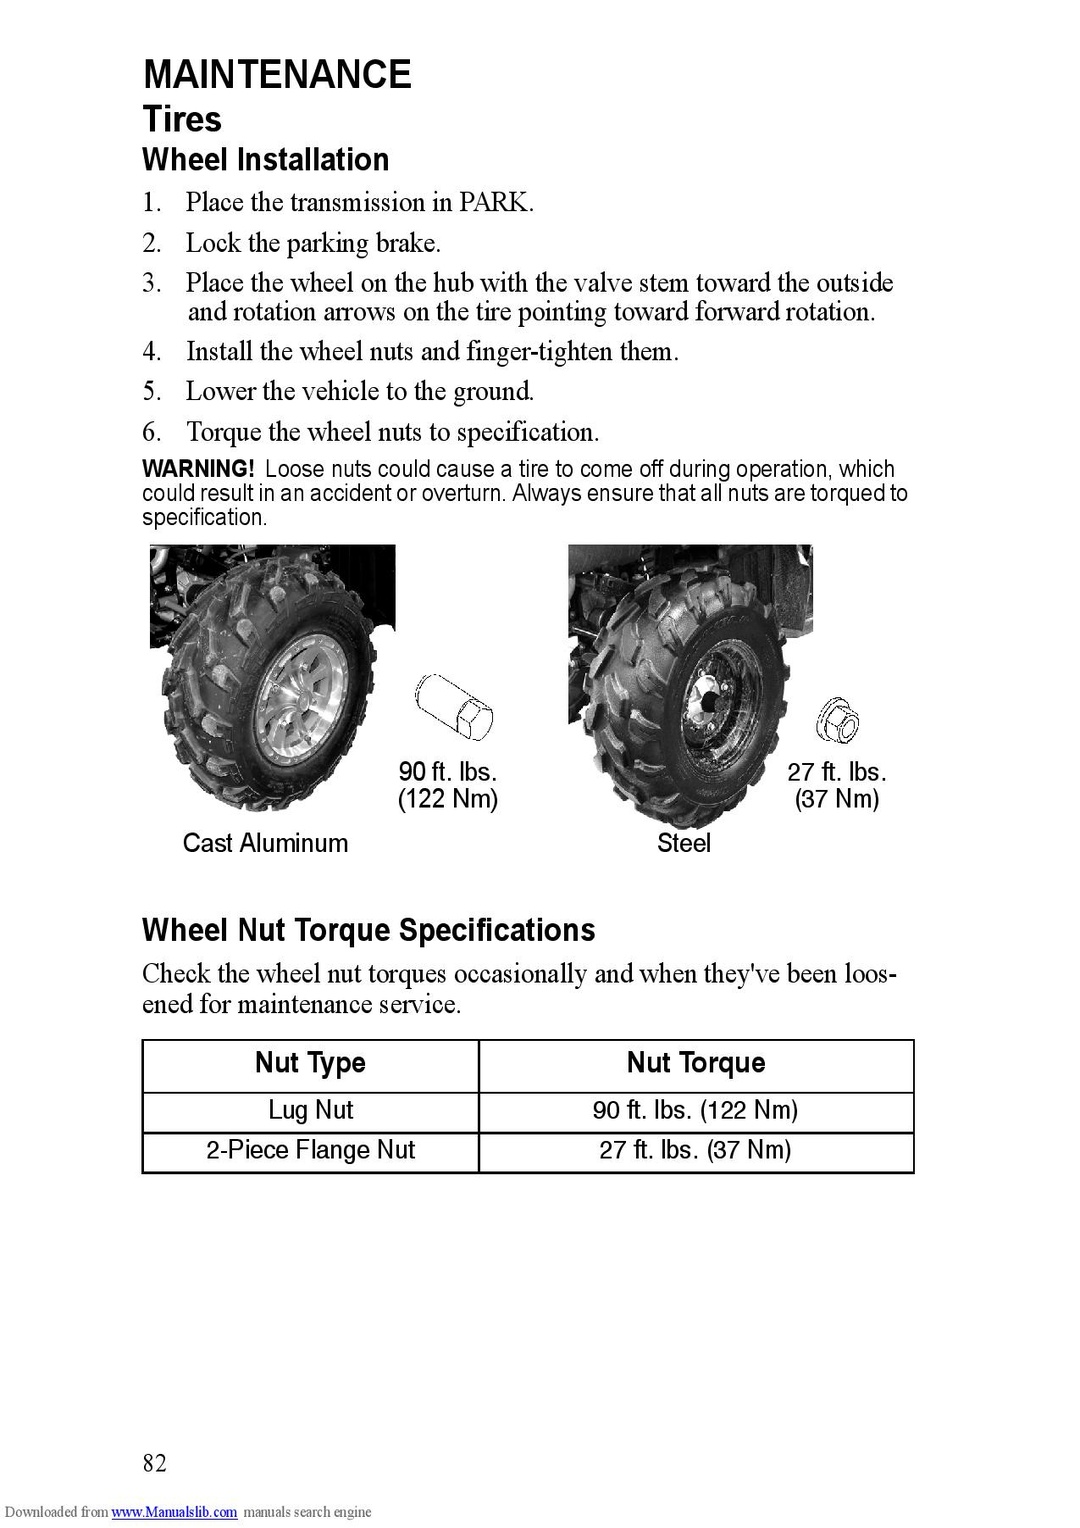 MAINTENANCE
Tires
Wheel Installation
1. Place the transmission in PARK.
2. Lock the parking brake.
3. Place the wheel on the hub with the valve stem toward the outside
and rotation arrows on the tire pointing toward forward rotation.
4. Install the wheel nuts and finger-tighten them.
5. Lower the vehicle to the ground.
6. Torque the wheel nuts to specification.
WARNING! Loose nuts could cause a tire to come off during operation, which
could result in an accident or overturn. Always ensure that all nuts are torqued to
specification.
90 ft. lbs.
(122 Nm)
Cast Aluminum
27 ft. lbs.
(37 Nm)
Steel
Wheel Nut Torque Specifications
Check the wheel nut torques occasionally and when they've been loos-
ened for maintenance service.
Nut Type Nut Torque
Lug Nut 90 ft. lbs. (122 Nm)
2-Piece Flange Nut 27 ft. lbs. (37 Nm)
82
Downloaded from www.Manualslib.com manuals search engine